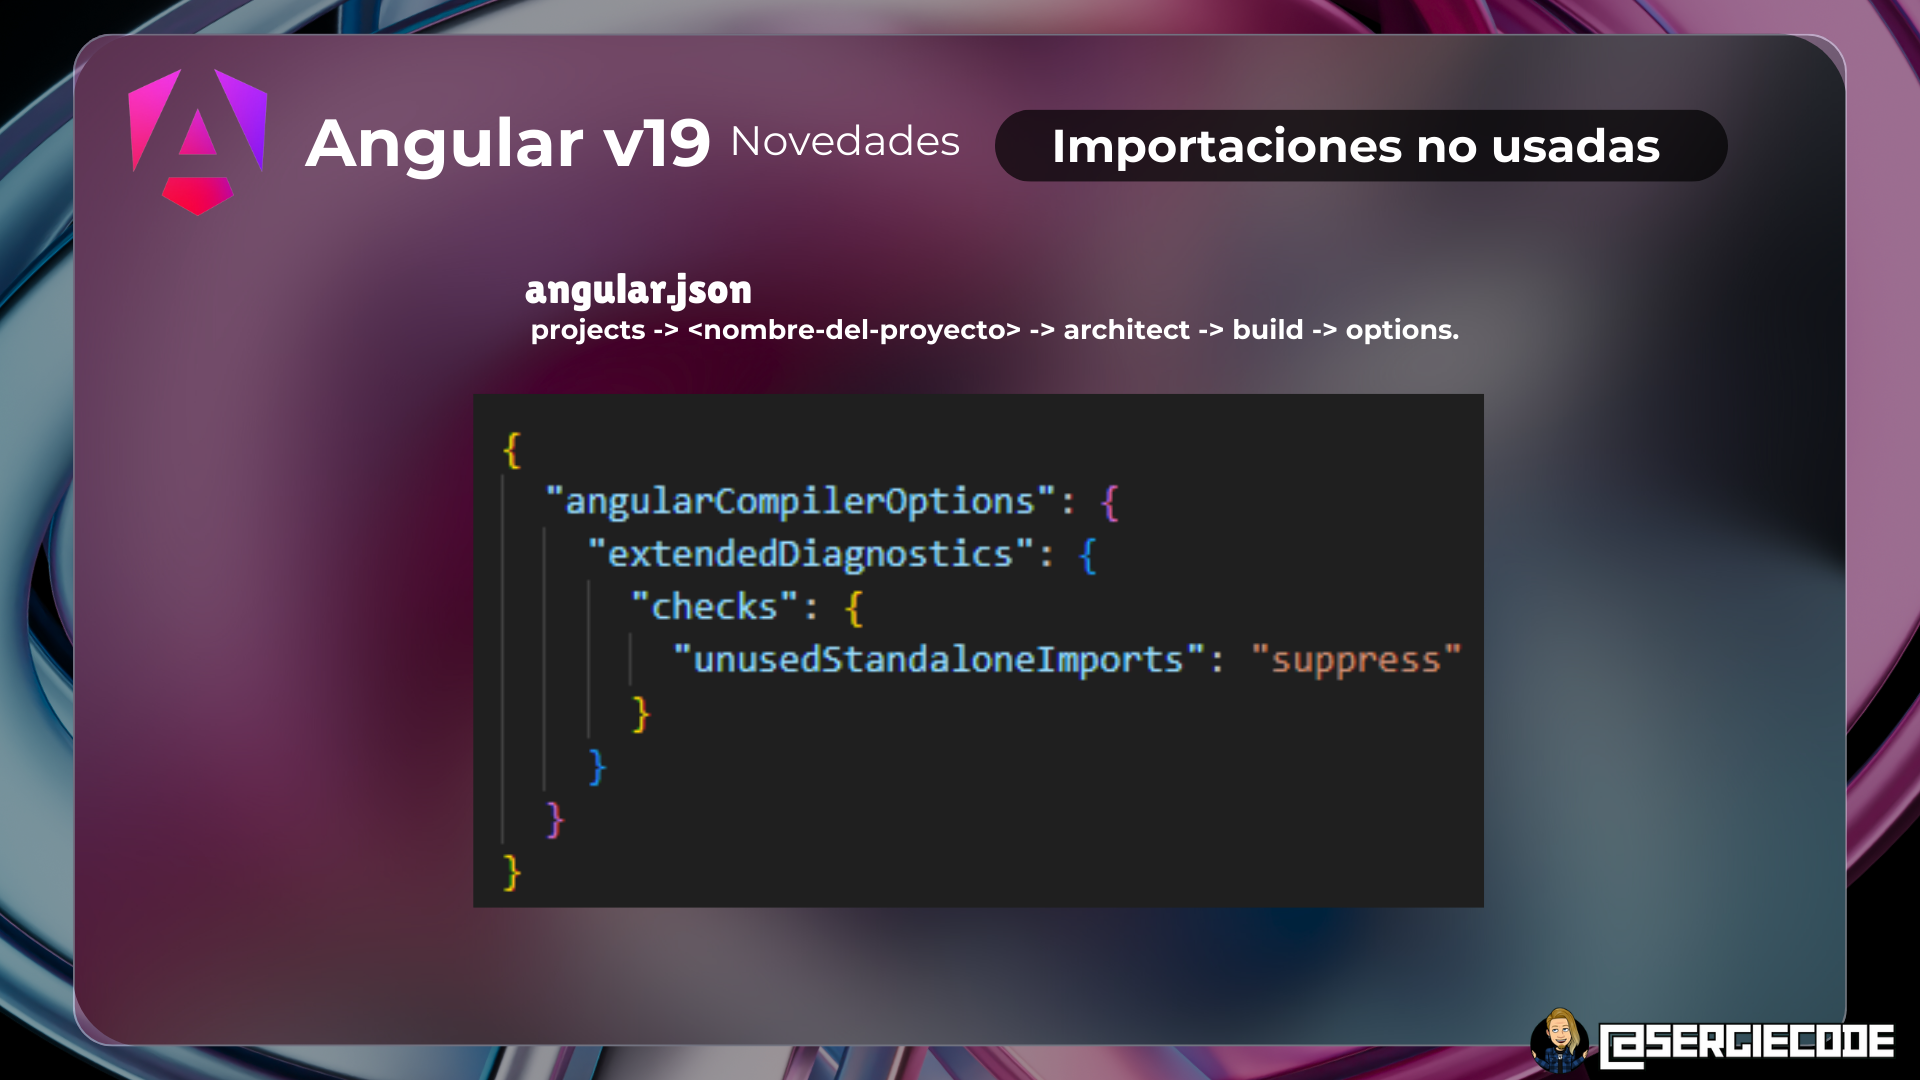 Angular v19 Novedades Importaciones no usadas
angular.json
projects -> <nombre-del-proyecto> -> architect -> build -> options.
{
"angularCompilerOptions": {
"extendedDiagnostics": {
"checks": {
"unusedStandaloneImports": "suppress"
}
}
}
}
@SERGIECODE